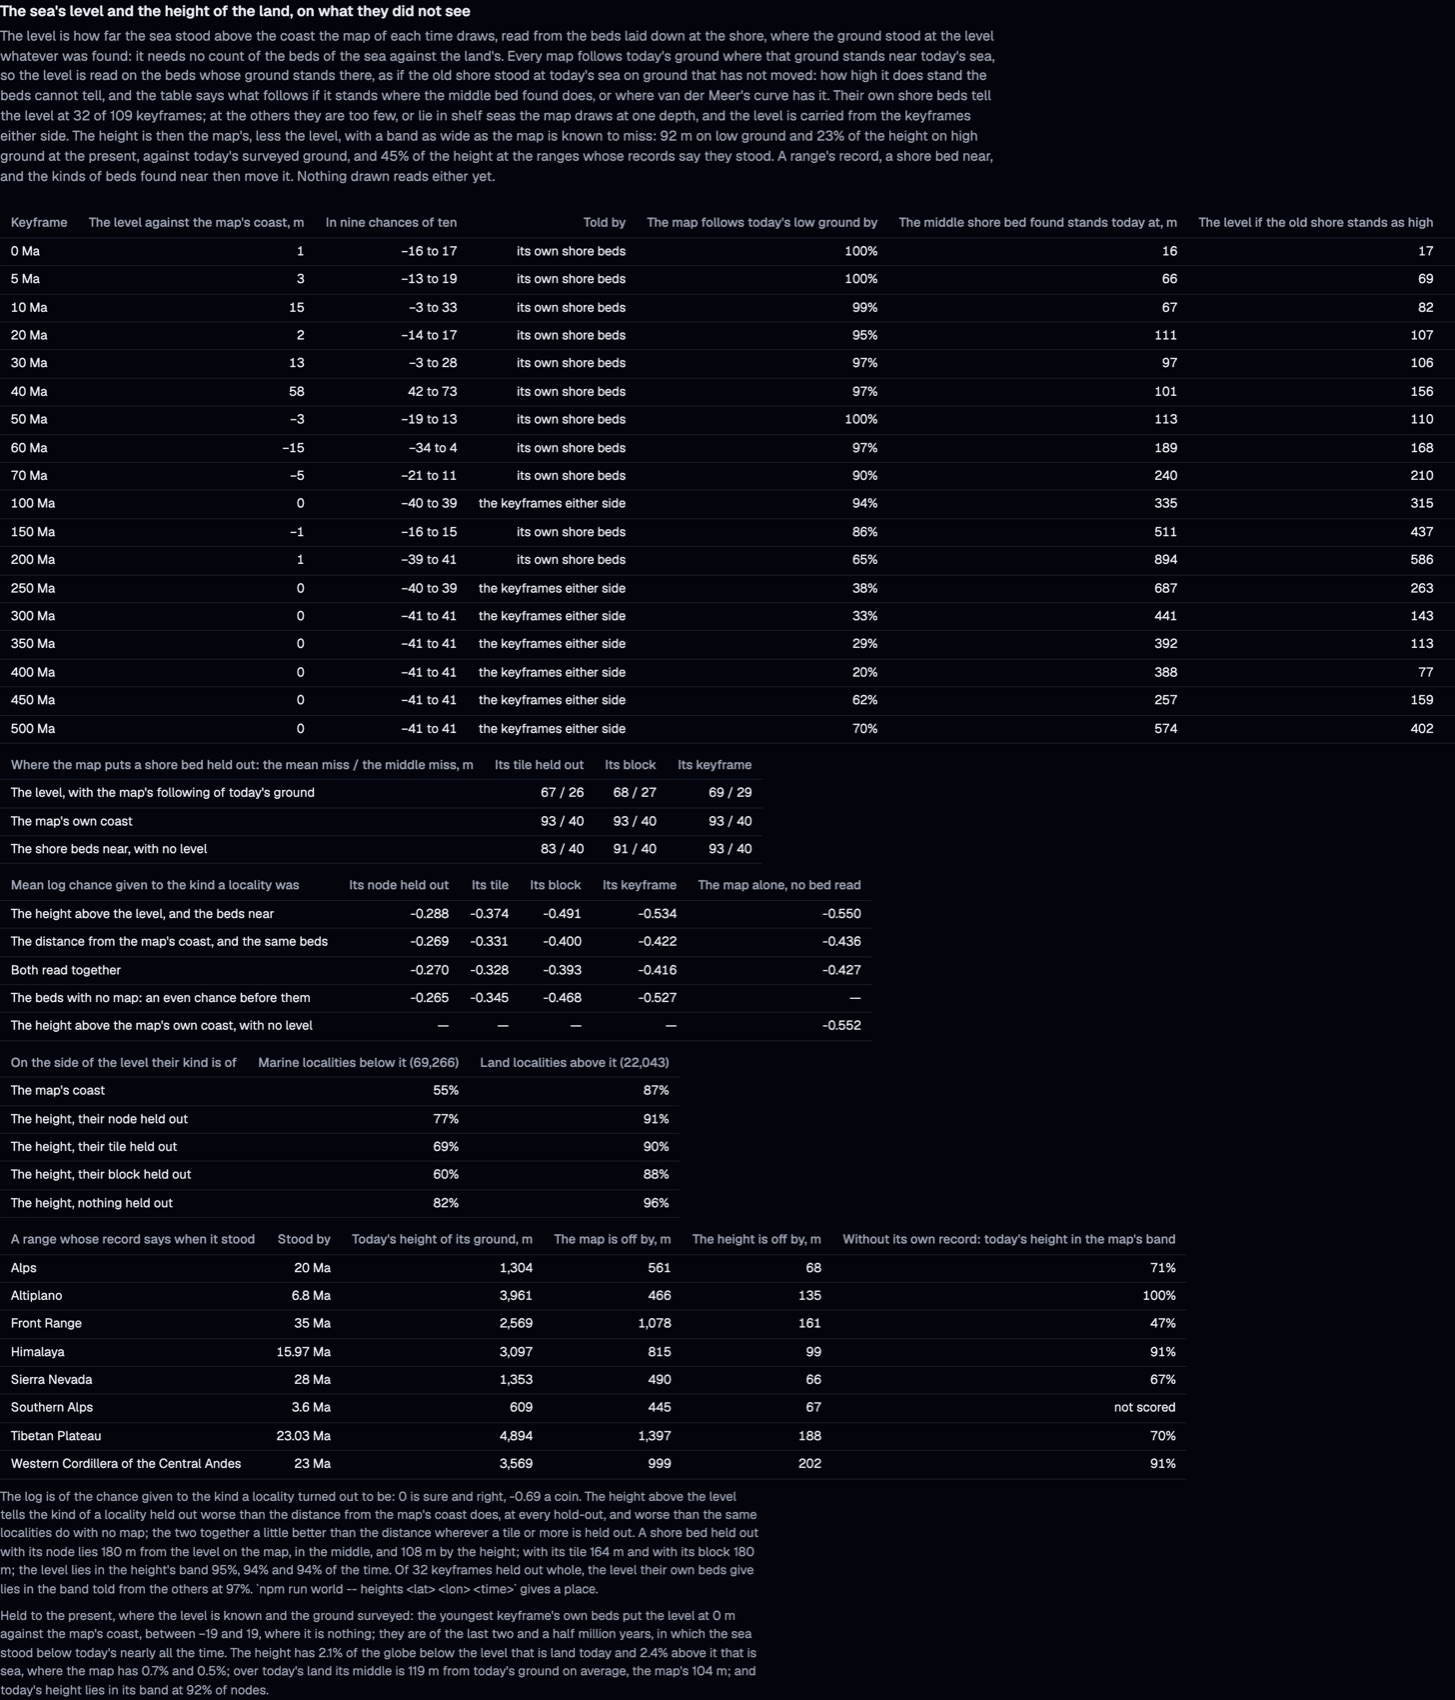 The sea's level and the height of the land, on what they did not see
The level is how far the sea stood above the coast the map of each time draws, read from the beds laid down at the shore, where the ground stood at the level
whatever was found: it needs no count of the beds of the sea against the land's. Every map follows today's ground where that ground stands near today's sea,
so the level is read on the beds whose ground stands there, as if the old shore stood at today's sea on ground that has not moved: how high it does stand the
beds cannot tell, and the table says what follows if it stands where the middle bed found does, or where van der Meer's curve has it. Their own shore beds tell
the level at 32 of 109 keyframes; at the others they are too few, or lie in shelf seas the map draws at one depth, and the level is carried from the keyframes
either side. The height is then the map's, less the level, with a band as wide as the map is known to miss: 92 m on low ground and 23% of the height on high
ground at the present, against today's surveyed ground, and 45% of the height at the ranges whose records say they stood. A range's record, a shore bed near,
and the kinds of beds found near then move it. Nothing drawn reads either yet.
Keyframe The level against the map's coast, m In nine chances of ten Told by The map follows today's low ground by The middle shore bed found stands today at, m The level if the old shore stands as high
0 Ma 1 −16 to 17 its own shore beds 100% 16 17
5 Ma 3 −13 to 19 its own shore beds 100% 66 69
10 Ma 15 −3 to 33 its own shore beds 99% 67 82
20 Ma 2 −14 to 17 its own shore beds 95% 111 107
30 Ma 13 −3 to 28 its own shore beds 97% 97 106
40 Ma 58 42 to 73 its own shore beds 97% 101 156
50 Ma −3 −19 to 13 its own shore beds 100% 113 110
60 Ma −15 −34 to 4 its own shore beds 97% 189 168
70 Ma −5 −21 to 11 its own shore beds 90% 240 210
100 Ma 0 −40 to 39 the keyframes either side 94% 335 315
150 Ma −1 −16 to 15 its own shore beds 86% 511 437
200 Ma 1 −39 to 41 its own shore beds 65% 894 586
250 Ma 0 −40 to 39 the keyframes either side 38% 687 263
300 Ma 0 −41 to 41 the keyframes either side 33% 441 143
350 Ma 0 −41 to 41 the keyframes either side 29% 392 113
400 Ma 0 −41 to 41 the keyframes either side 20% 388 77
450 Ma 0 −41 to 41 the keyframes either side 62% 257 159
500 Ma 0 −41 to 41 the keyframes either side 70% 574 402
Where the map puts a shore bed held out: the mean miss / the middle miss, m Its tile held out Its block Its keyframe
The level, with the map's following of today's ground 67 / 26 68 / 27 69 / 29
The map's own coast 93 / 40 93 / 40 93 / 40
The shore beds near, with no level 83 / 40 91 / 40 93 / 40
Mean log chance given to the kind a locality was Its node held out Its tile Its block Its keyframe The map alone, no bed read
The height above the level, and the beds near -0.288 -0.374 -0.491 -0.534 -0.550
The distance from the map's coast, and the same beds -0.269 -0.331 -0.400 -0.422 -0.436
Both read together -0.270 -0.328 -0.393 -0.416 -0.427
The beds with no map: an even chance before them -0.265 -0.345 -0.468 -0.527 —
The height above the map's own coast, with no level — — — — -0.552
On the side of the level their kind is of Marine localities below it (69,266) Land localities above it (22,043)
The map's coast 55% 87%
The height, their node held out 77% 91%
The height, their tile held out 69% 90%
The height, their block held out 60% 88%
The height, nothing held out 82% 96%
A range whose record says when it stood Stood by Today's height of its ground, m The map is off by, m The height is off by, m Without its own record: today's height in the map's band
Alps 20 Ma 1,304 561 68 71%
Altiplano 6.8 Ma 3,961 466 135 100%
Front Range 35 Ma 2,569 1,078 161 47%
Himalaya 15.97 Ma 3,097 815 99 91%
Sierra Nevada 28 Ma 1,353 490 66 67%
Southern Alps 3.6 Ma 609 445 67 not scored
Tibetan Plateau 23.03 Ma 4,894 1,397 188 70%
Western Cordillera of the Central Andes 23 Ma 3,569 999 202 91%
The log is of the chance given to the kind a locality turned out to be: 0 is sure and right, -0.69 a coin. The height above the level
tells the kind of a locality held out worse than the distance from the map's coast does, at every hold-out, and worse than the same
localities do with no map; the two together a little better than the distance wherever a tile or more is held out. A shore bed held out
with its node lies 180 m from the level on the map, in the middle, and 108 m by the height; with its tile 164 m and with its block 180
m; the level lies in the height's band 95%, 94% and 94% of the time. Of 32 keyframes held out whole, the level their own beds give
lies in the band told from the others at 97%. `npm run world -- heights <lat> <lon> <time>` gives a place.
Held to the present, where the level is known and the ground surveyed: the youngest keyframe's own beds put the level at 0 m
against the map's coast, between −19 and 19, where it is nothing; they are of the last two and a half million years, in which the sea
stood below today's nearly all the time. The height has 2.1% of the globe below the level that is land today and 2.4% above it that is
sea, where the map has 0.7% and 0.5%; over today's land its middle is 119 m from today's ground on average, the map's 104 m; and
today's height lies in its band at 92% of nodes.